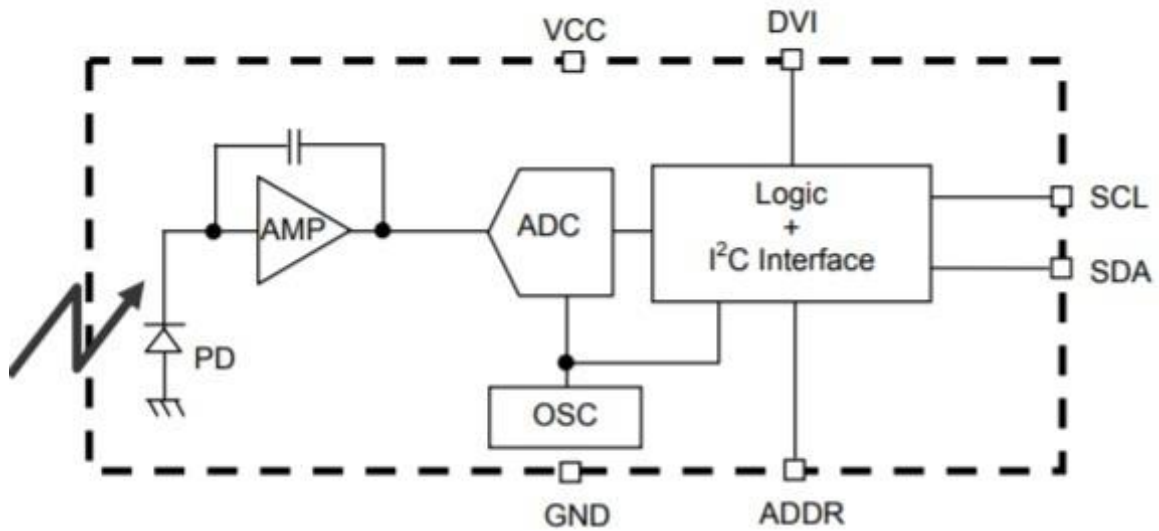 VCC
DVI
AMP
ADC
Logic
+
I²C Interface
SCL
SDA
PD
OSC
GND
ADDR